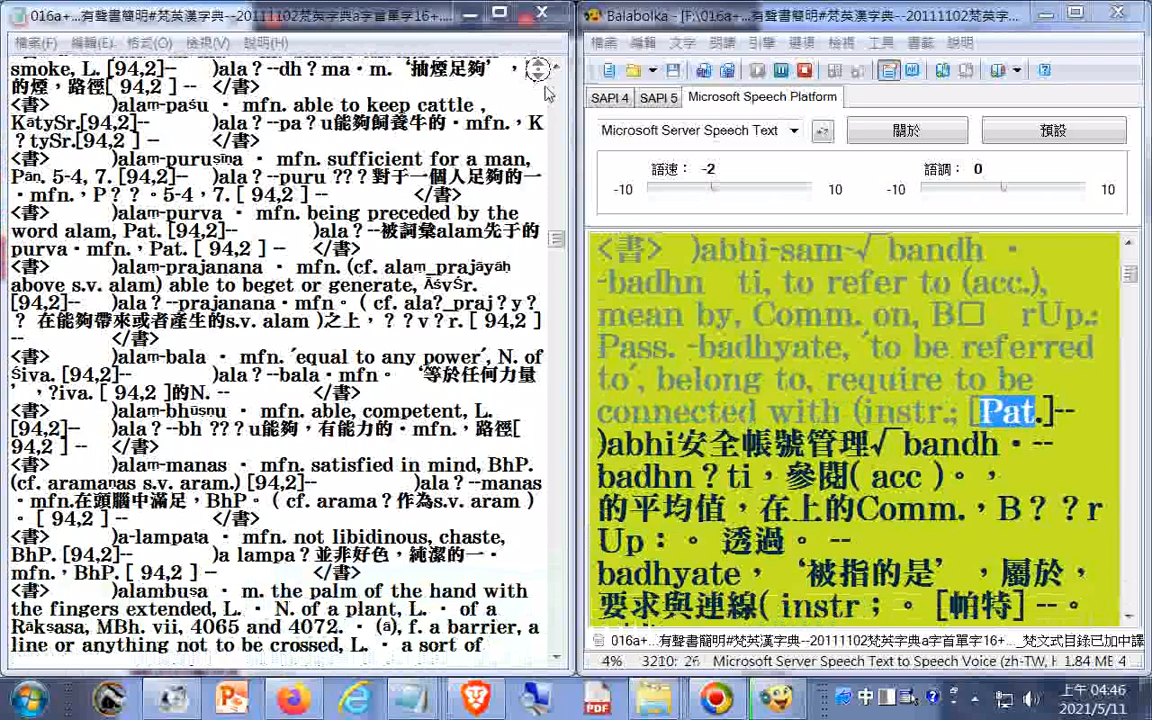 016a+...有聲書簡明#梵英漢字典--20111102梵英字典a字首單字16+...
檔案(F) 編輯(E) 格式(O) 檢視(V) 說明(H)
smoke, L. [94,2]-- )ala？--dh？ma‧m.‘抽煙足夠’，
的煙，路徑[94,2]-- </書>
<書> )alaṃ-paśu ‧ mfn. able to keep cattle ,
KātySr.[94,2]-- )ala？--pa？u能夠飼養牛的‧mfn.，K
？tySr.[94,2 ] -- </書>
<書> )alaṃ-puruṣīṇa ‧ mfn. sufficient for a man,
Pāṇ. 5-4, 7. [94,2]-- )ala？--puru ???對于一個人足夠的一
‧mfn.，P？？。5-4，7. [ 94,2 ] -- </書>
<書> )alaṃ-purva ‧ mfn. being preceded by the
word alam, Pat. [94,2]-- )ala？--被詞彙alam先于的
purva‧mfn.，Pat. [ 94,2 ] -- </書>
<書> )alaṃ-prajanana ‧ mfn. (cf. alaṃ_prajāyāḥ
above s.v. alam) able to beget or generate, ĀśySr.
[94,2]-- )ala？--prajanana‧mfn。( cf. ala?_praj？y？
？ 在能夠帶來或者產生的s.v. alam )之上，？？v？r. [ 94,2 ]
-- </書>
<書> )alaṃ-bala ‧ mfn. 'equal to any power', N. of
Śiva. [94,2]-- )ala？--bala‧mfn。‘等於任何力量
’，?iva. [ 94,2 ]的N. -- </書>
<書> )alaṃ-bhūṣṇu ‧ mfn. able, competent, L.
[94,2]-- )ala？--bh ???u能夠，有能力的‧mfn.，路徑[
94,2 ] -- </書>
<書> )alaṃ-manas ‧ mfn. satisfied in mind, BhP.
(cf. aramaṇas s.v. aram.) [94,2]-- )ala？--manas
‧mfn.在頭腦中滿足，BhP。( cf. arama？作為s.v. aram )
。[ 94,2 ] -- </書>
<書> )a-lampaṭa ‧ mfn. not libidinous, chaste,
BhP. [94,2]-- )a lampa？並非好色，純潔的一‧
mfn.，BhP. [ 94,2 ] -- </書>
<書> )alambuṣa ‧ m. the palm of the hand with
the fingers extended, L. ‧ N. of a plant, L. ‧ of a
Rākṣasa, MBh. vii, 4065 and 4072. ‧ (ā), f. a barrier, a
line or anything not to be crossed, L. ‧ a sort of
Balabolka - [F:\016a+...有聲書簡明#梵英漢字典--20111102梵英字...
檔案 編輯 文字 朗讀 引擎 選項 檢視 工具 書籤 說明
SAPI 4 SAPI 5 Microsoft Speech Platform
Microsoft Server Speech Text 關於 預設
語速： -2 語調： 0
-10 10 -10 10
<書> )abhi-sam-√ bandh ‧
-badhn ti, to refer to (acc.),
mean by, Comm. on, B□ rUp.:
Pass. -badhyate, 'to be referred
to', belong to, require to be
connected with (instr.; [Pat.]--
)abhi安全帳號管理√ bandh‧--
badhn？ti，參閱( acc )。，
的平均值，在上的Comm.，B？？r
Up：。 透過。 --
badhyate，‘被指的是’，屬於，
要求與連線( instr；。[帕特] --。
016a+...有聲書簡明#梵英漢字典--20111102梵英字典a字首單字16+..._梵文式目錄已加中譯
4% 3210: 26 Microsoft Server Speech Text to Speech Voice (zh-TW, H 1.84 ME 4
PDF 中 上午 04:46
2021/5/11